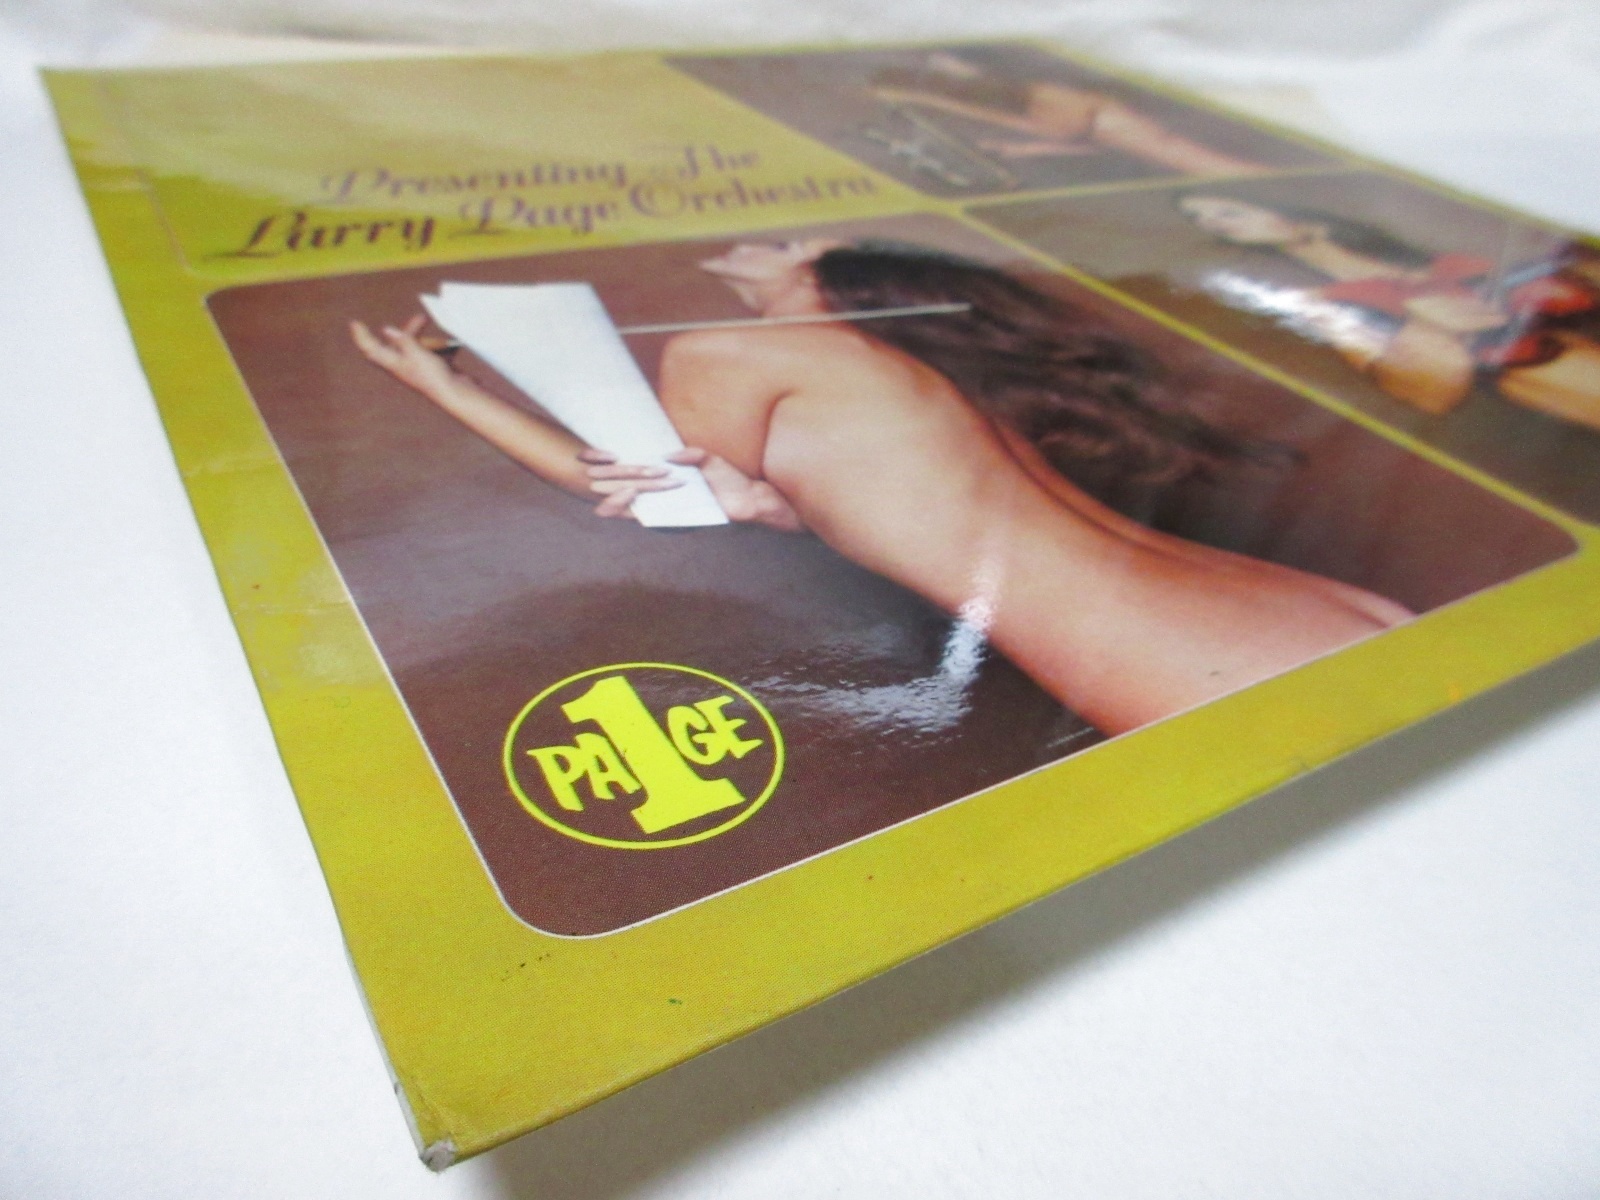 Presenting The
Larry Page Orchestra
PAGE
1